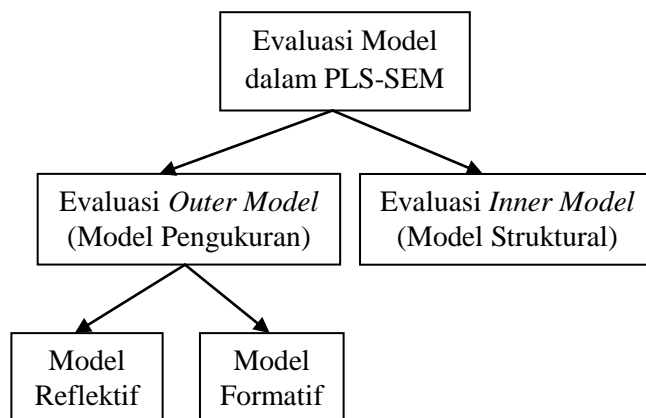 Evaluasi Model
dalam PLS-SEM
Evaluasi Outer Model
(Model Pengukuran)
Evaluasi Inner Model
(Model Struktural)
Model
Reflektif
Model
Formatif